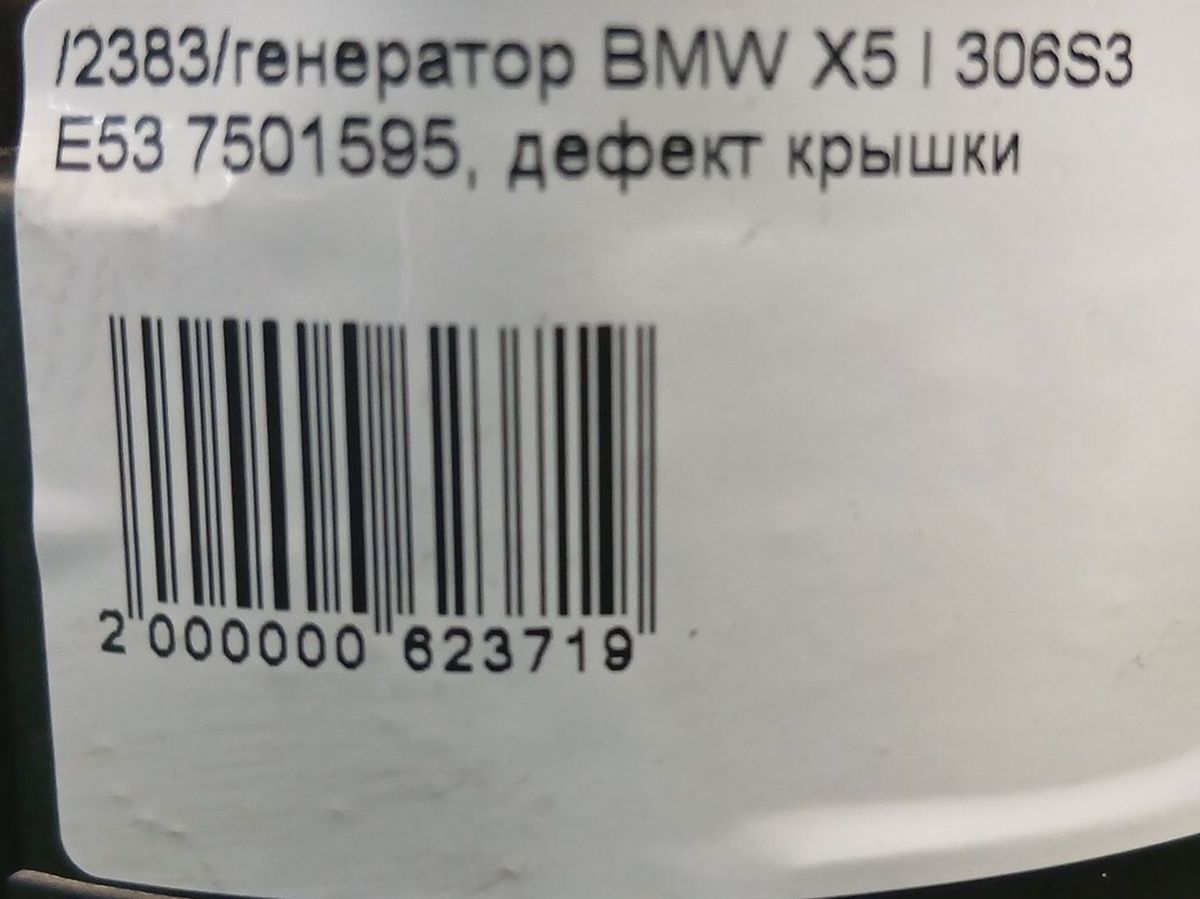 /2383/генератор BMW X5 I 306S3
E53 7501595, дефект крышки
2 000000 623719